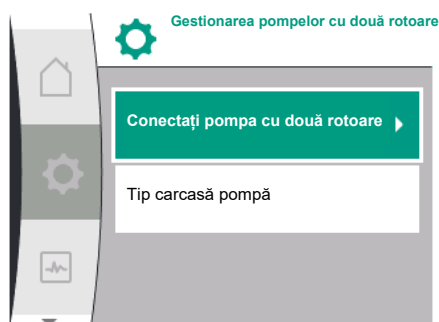 Gestionarea pompelor cu două rotoare
Conectați pompa cu două rotoare
Tip carcasă pompă